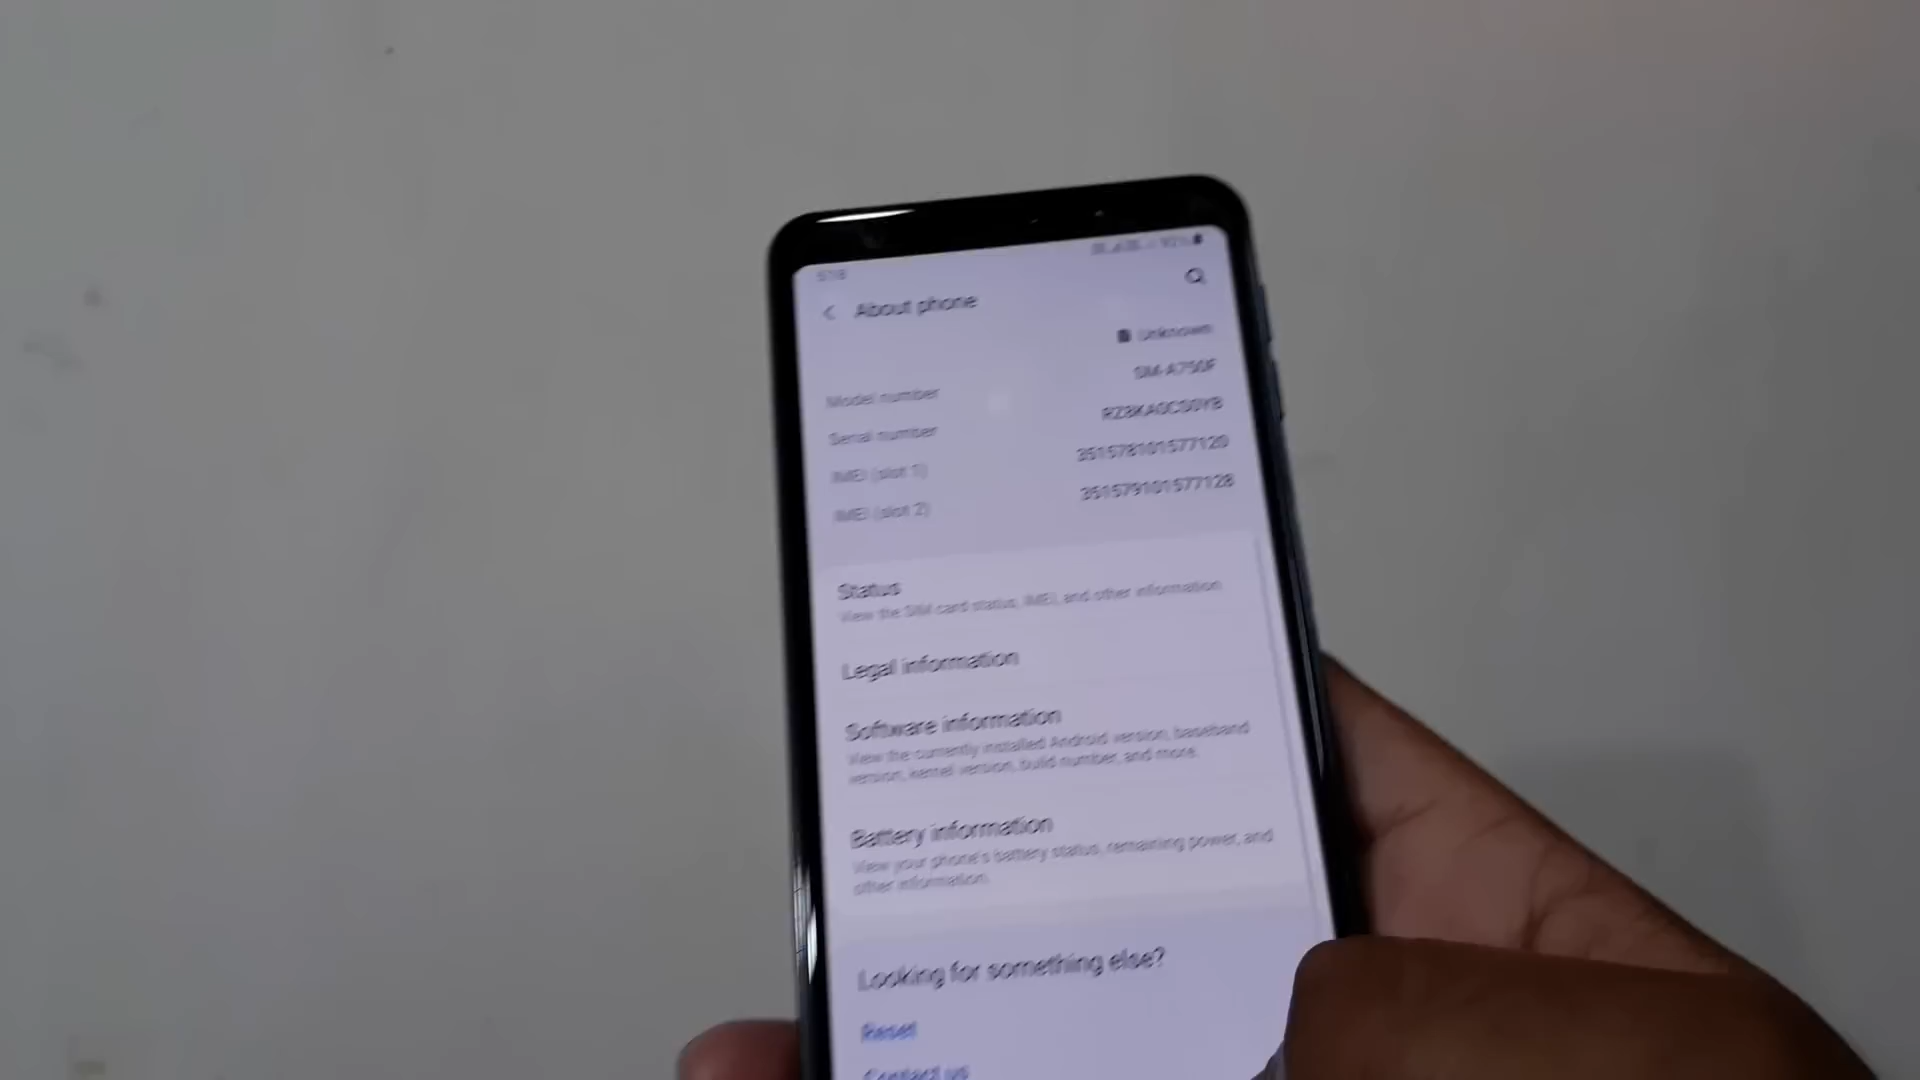 About phone
Unknown
Model number SM-A750F
Serial number
IMEI (slot 1) 351578101577120
IMEI (slot 2) 351579101577128
Status
View the SIM card status, IMEI, and other information
Legal information
Software information
View the currently installed Android version, baseband
version, kernel version, build number, and more.
Battery information
View your phone's battery status, remaining power, and
other information.
Looking for something else?
Reset
Contact us